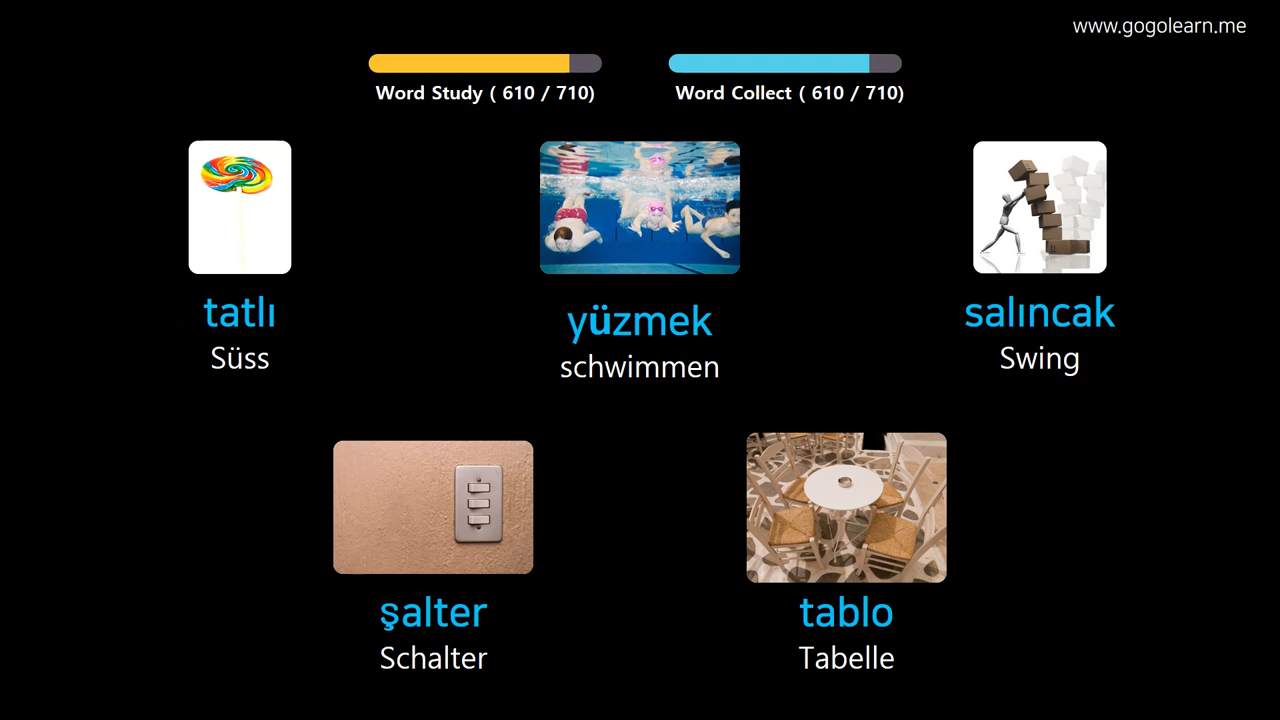 www.gogolearn.me
Word Study ( 610 / 710)
Word Collect ( 610 / 710)
tatlı
Süss
yüzmek
schwimmen
salıncak
Swing
şalter
Schalter
tablo
Tabelle